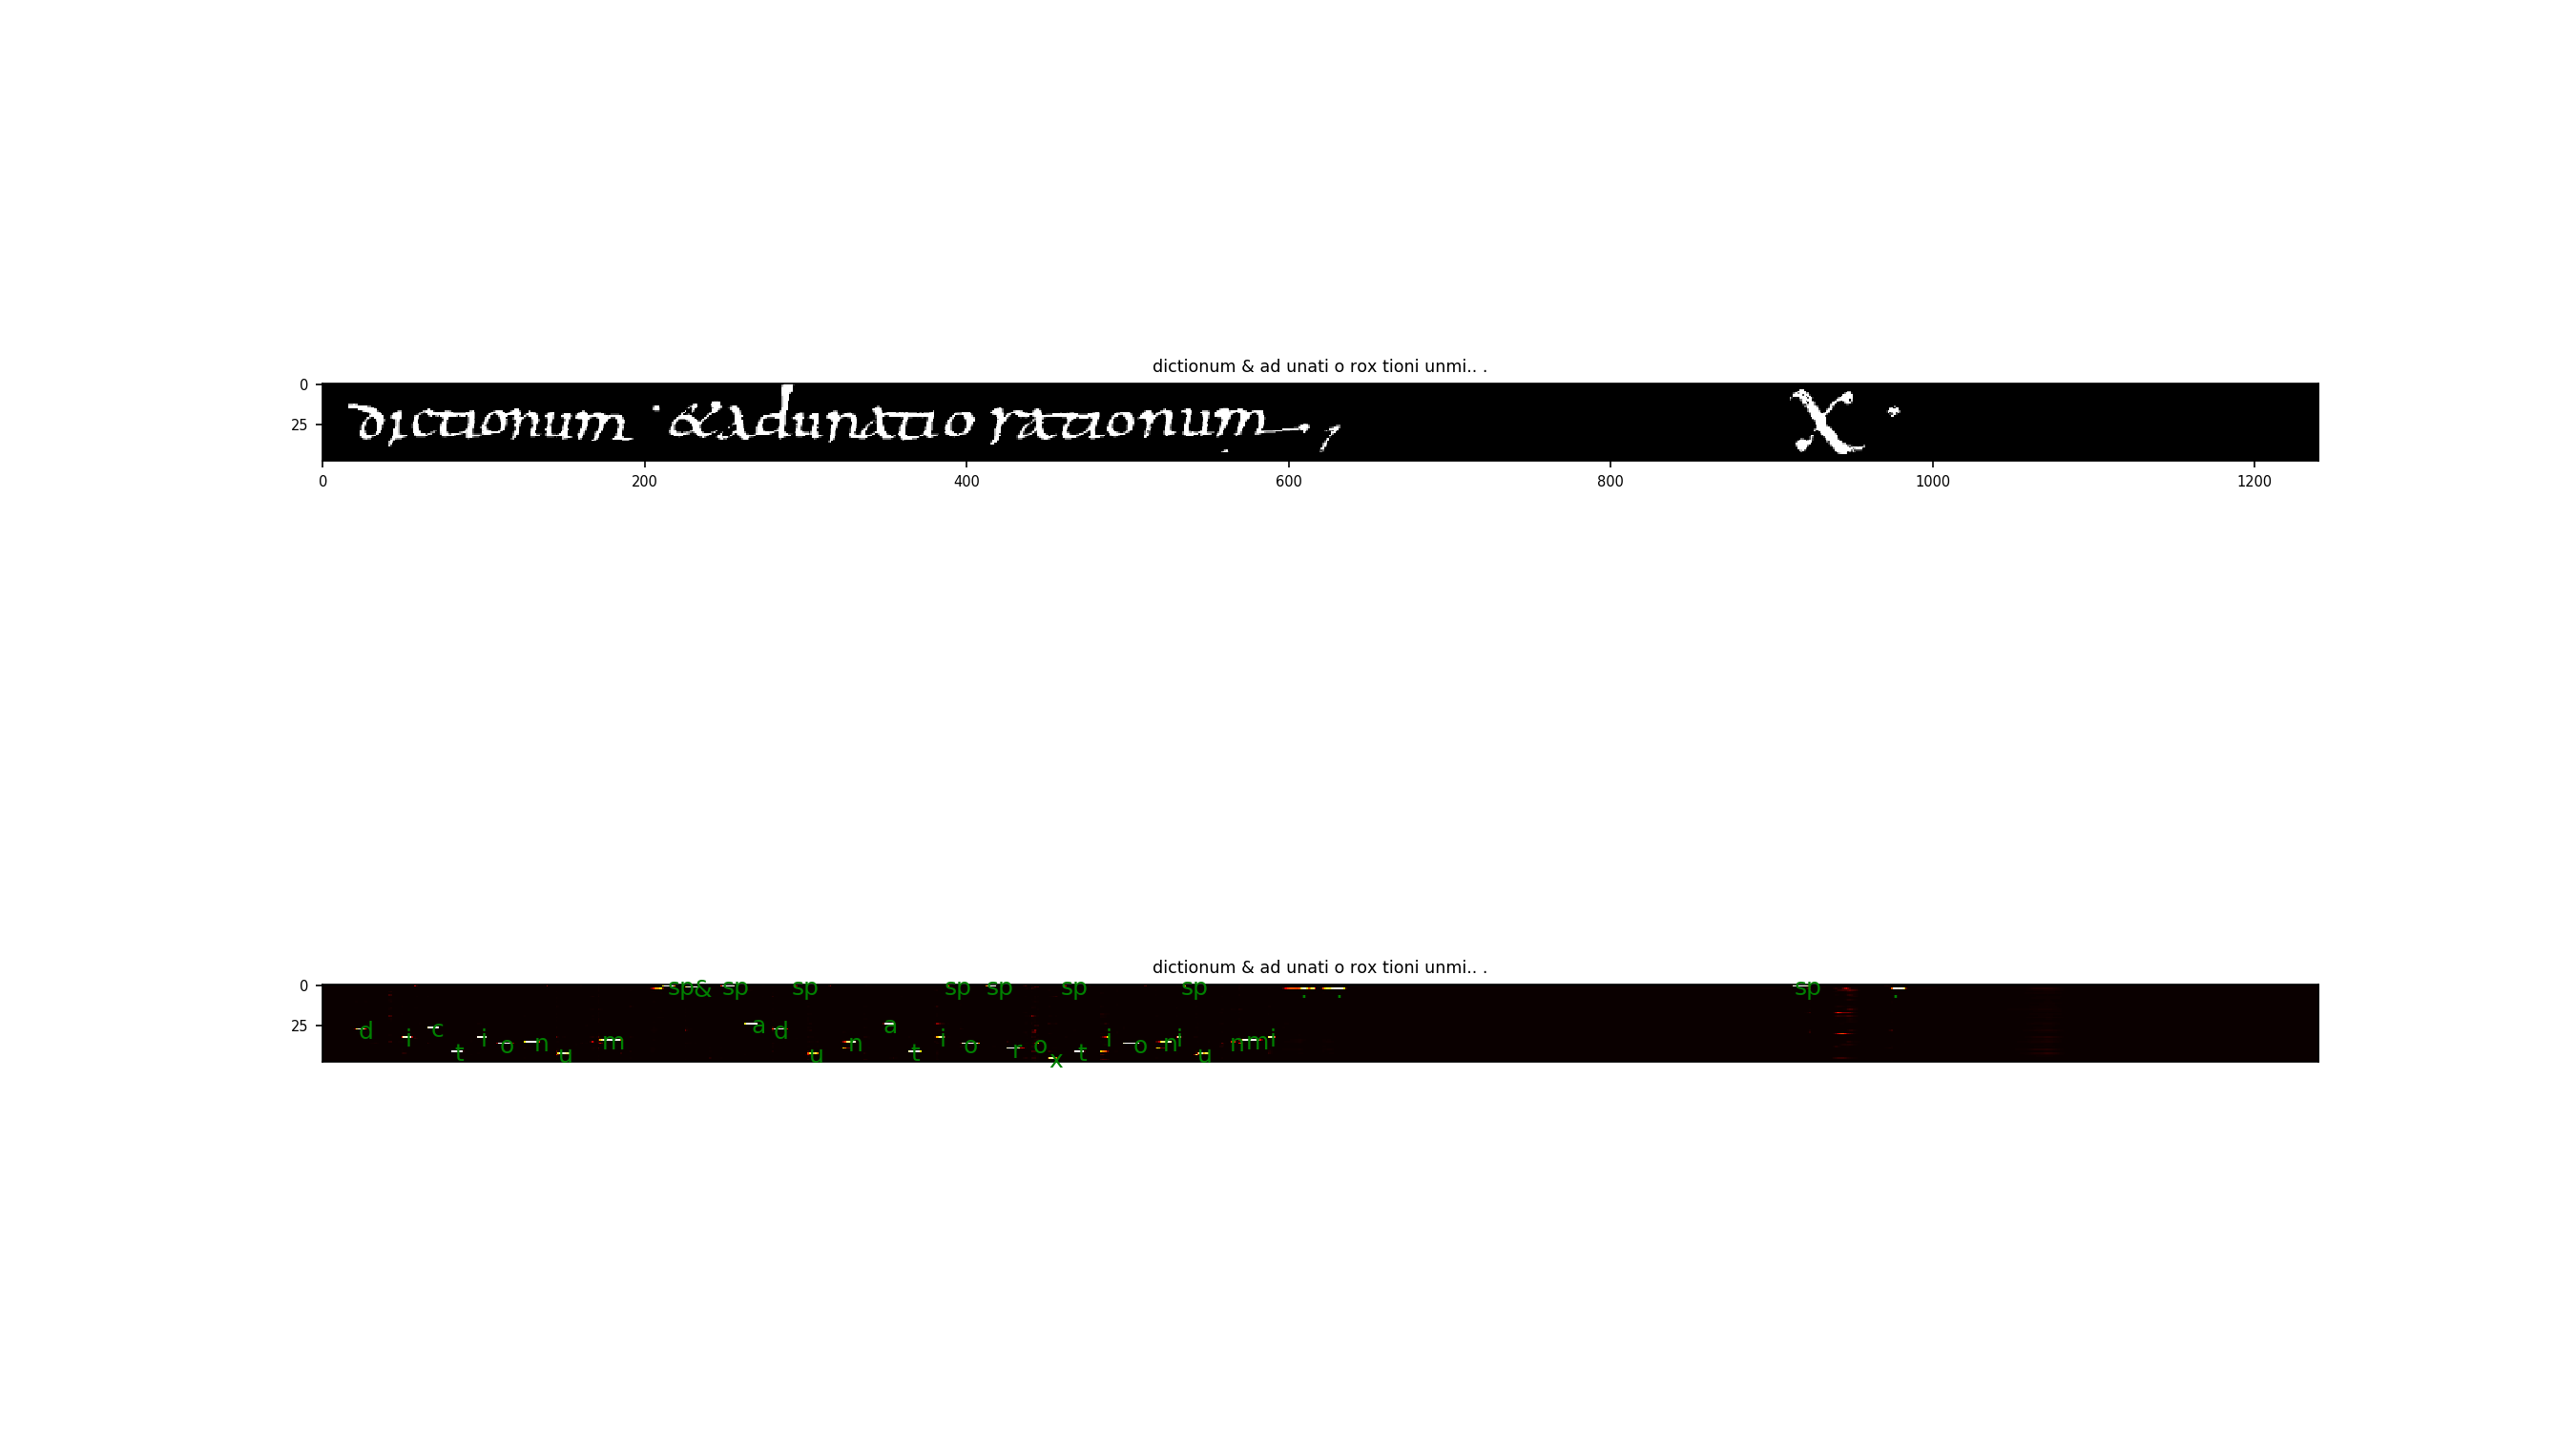 dictionum & ad unati o rox tioni unmi.. .
0
25
dictionum · &adunatio rationum—·, X ·
0 200 400 600 800 1000 1200
dictionum & ad unati o rox tioni unmi.. .
0
25
sp& sp sp sp sp sp sp . . sp .
d i c t i o n u m a d u n a t i o r o x t i o n i u n m i